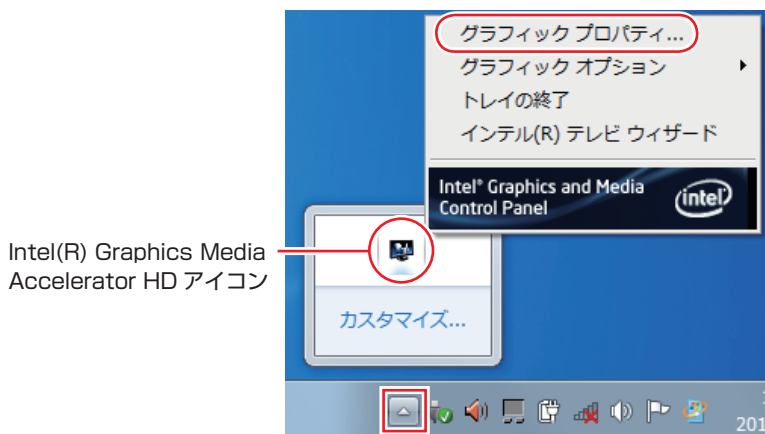 グラフィック プロパティ...
グラフィック オプション
トレイの終了
インテル(R) テレビ ウィザード
Intel® Graphics and Media
Control Panel
intel
Intel(R) Graphics Media
Accelerator HD アイコン
カスタマイズ...
201